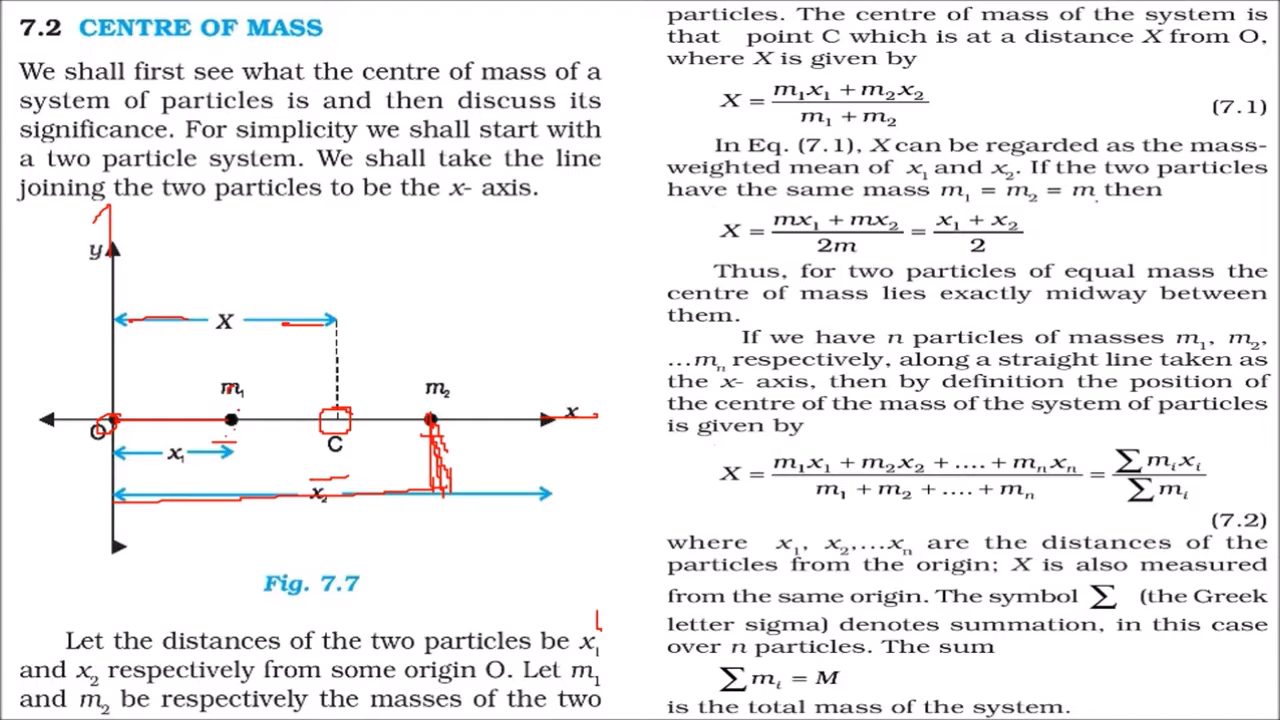 7.2 CENTRE OF MASS
We shall first see what the centre of mass of a
system of particles is and then discuss its
significance. For simplicity we shall start with
a two particle system. We shall take the line
joining the two particles to be the x- axis.
y
X
m₁ m₂
O C x
x₁
x₂
Fig. 7.7
Let the distances of the two particles be x₁
and x₂ respectively from some origin O. Let m₁
and m₂ be respectively the masses of the two
particles. The centre of mass of the system is
that point C which is at a distance X from O,
where X is given by
X = (m₁x₁ + m₂x₂)/(m₁ + m₂) (7.1)
In Eq. (7.1), X can be regarded as the mass-
weighted mean of x₁ and x₂. If the two particles
have the same mass m₁ = m₂ = m, then
X = (mx₁ + mx₂)/2m = (x₁ + x₂)/2
Thus, for two particles of equal mass the
centre of mass lies exactly midway between
them.
If we have n particles of masses m₁, m₂,
...mₙ respectively, along a straight line taken as
the x- axis, then by definition the position of
the centre of the mass of the system of particles
is given by
X = (m₁x₁ + m₂x₂ + .... + mₙxₙ)/(m₁ + m₂ + .... + mₙ) = ∑mᵢxᵢ/∑mᵢ
(7.2)
where x₁, x₂,...xₙ are the distances of the
particles from the origin; X is also measured
from the same origin. The symbol ∑ (the Greek
letter sigma) denotes summation, in this case
over n particles. The sum
∑mᵢ = M
is the total mass of the system.